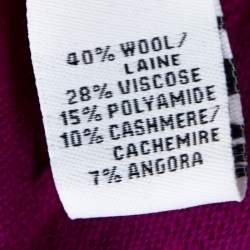 40% WOOL/
LAINE
28% VISCOSE
15% POLYAMIDE
10% CASHMERE/
CACHEMIRE
7% ANGORA